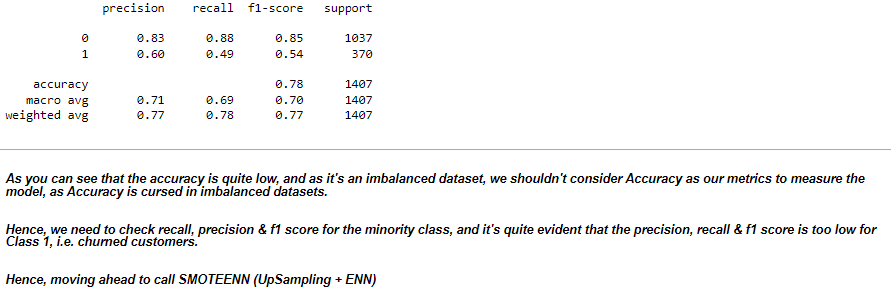 precision recall f1-score support
0 0.83 0.88 0.85 1037
1 0.60 0.49 0.54 370
accuracy 0.78 1407
macro avg 0.71 0.69 0.70 1407
weighted avg 0.77 0.78 0.77 1407
As you can see that the accuracy is quite low, and as it's an imbalanced dataset, we shouldn't consider Accuracy as our metrics to measure the
model, as Accuracy is cursed in imbalanced datasets.
Hence, we need to check recall, precision & f1 score for the minority class, and it's quite evident that the precision, recall & f1 score is too low for
Class 1, i.e. churned customers.
Hence, moving ahead to call SMOTEENN (UpSampling + ENN)